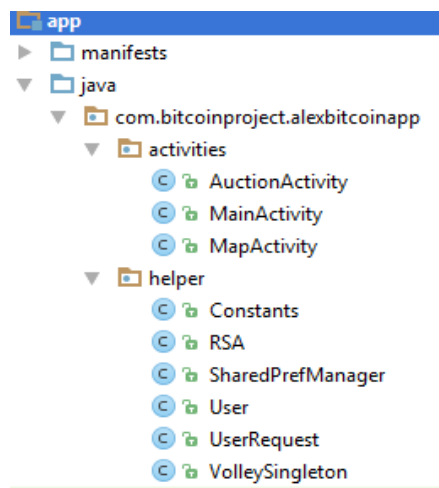 app
manifests
java
com.bitcoinproject.alexbitcoinapp
activities
AuctionActivity
MainActivity
MapActivity
helper
Constants
RSA
SharedPrefManager
User
UserRequest
VolleySingleton